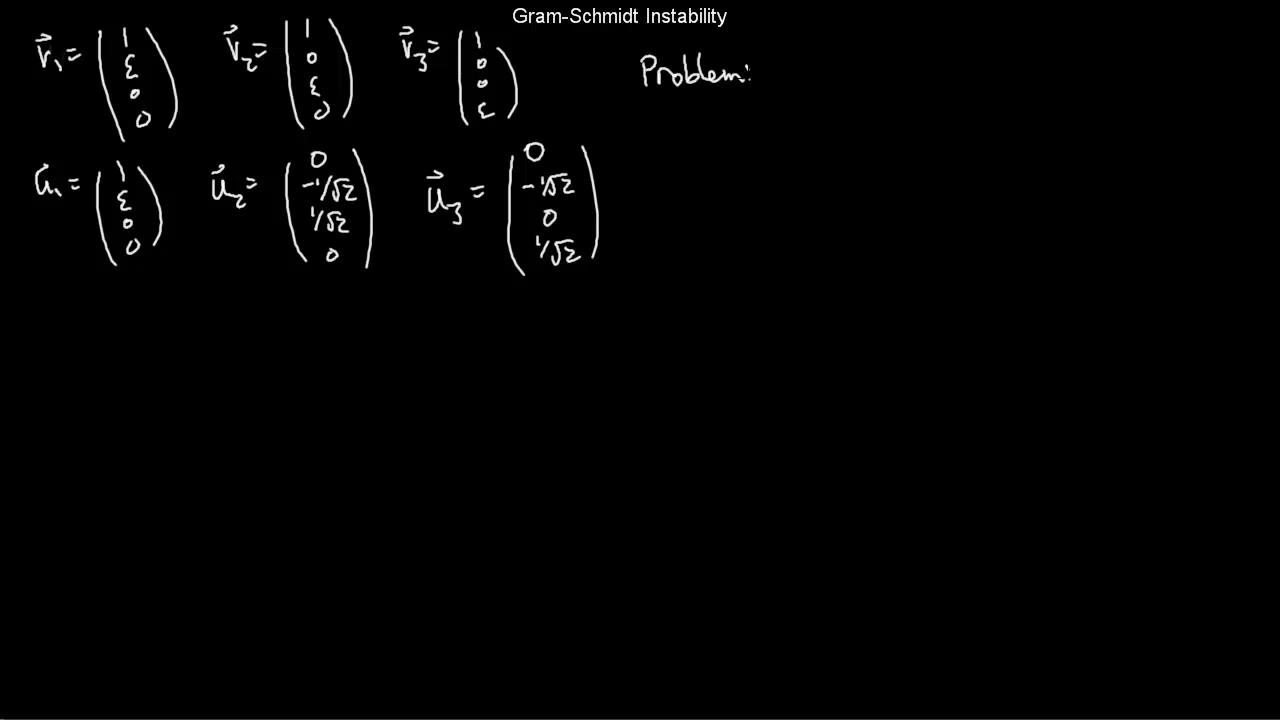 Gram-Schmidt Instability
v⃗₁ = (1, ε, 0, 0) v⃗₂ = (1, 0, ε, 0) v⃗₃ = (1, 0, 0, ε) Problem:
u⃗₁ = (1, ε, 0, 0) u⃗₂ = (0, -1/√2, 1/√2, 0) u⃗₃ = (0, -1/√2, 0, 1/√2)